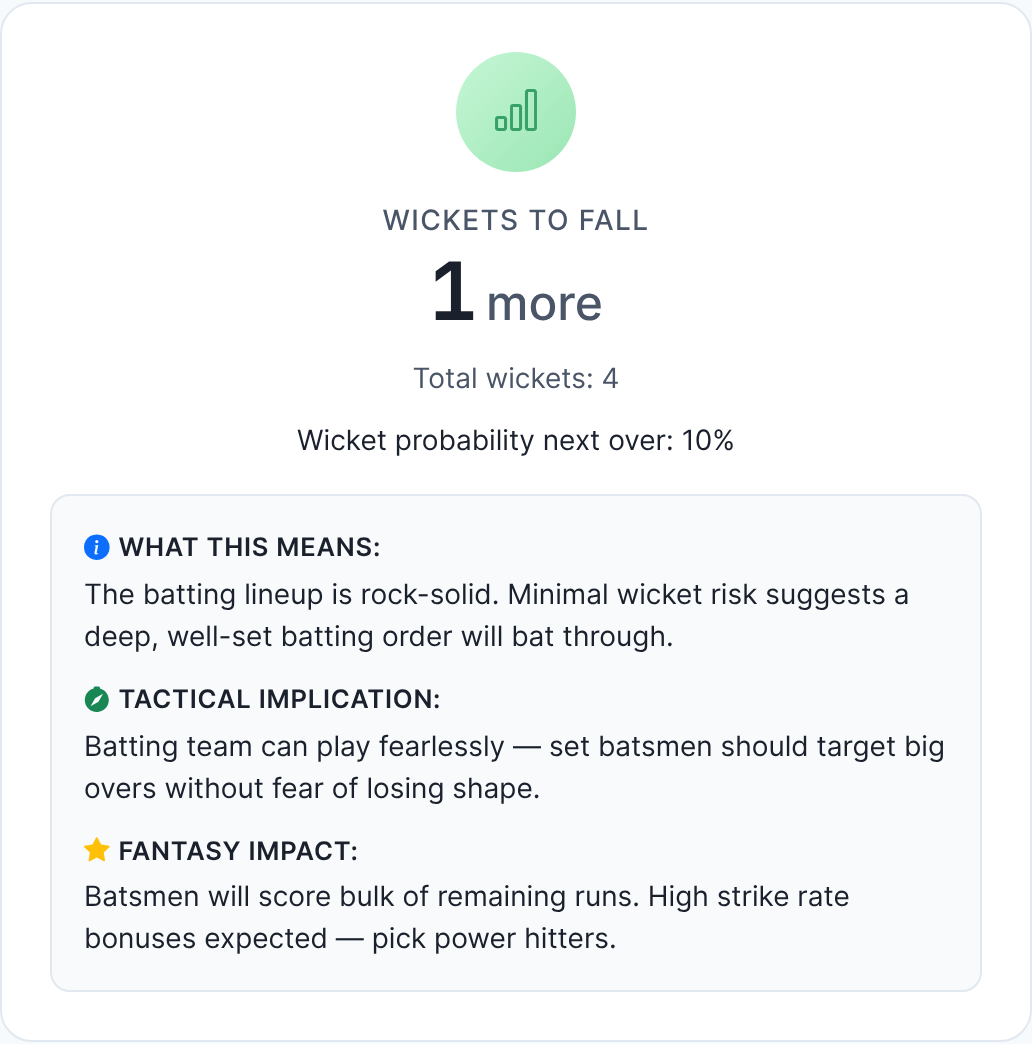 WICKETS TO FALL
1 more
Total wickets: 4
Wicket probability next over: 10%
WHAT THIS MEANS:
The batting lineup is rock-solid. Minimal wicket risk suggests a
deep, well-set batting order will bat through.
TACTICAL IMPLICATION:
Batting team can play fearlessly — set batsmen should target big
overs without fear of losing shape.
FANTASY IMPACT:
Batsmen will score bulk of remaining runs. High strike rate
bonuses expected — pick power hitters.